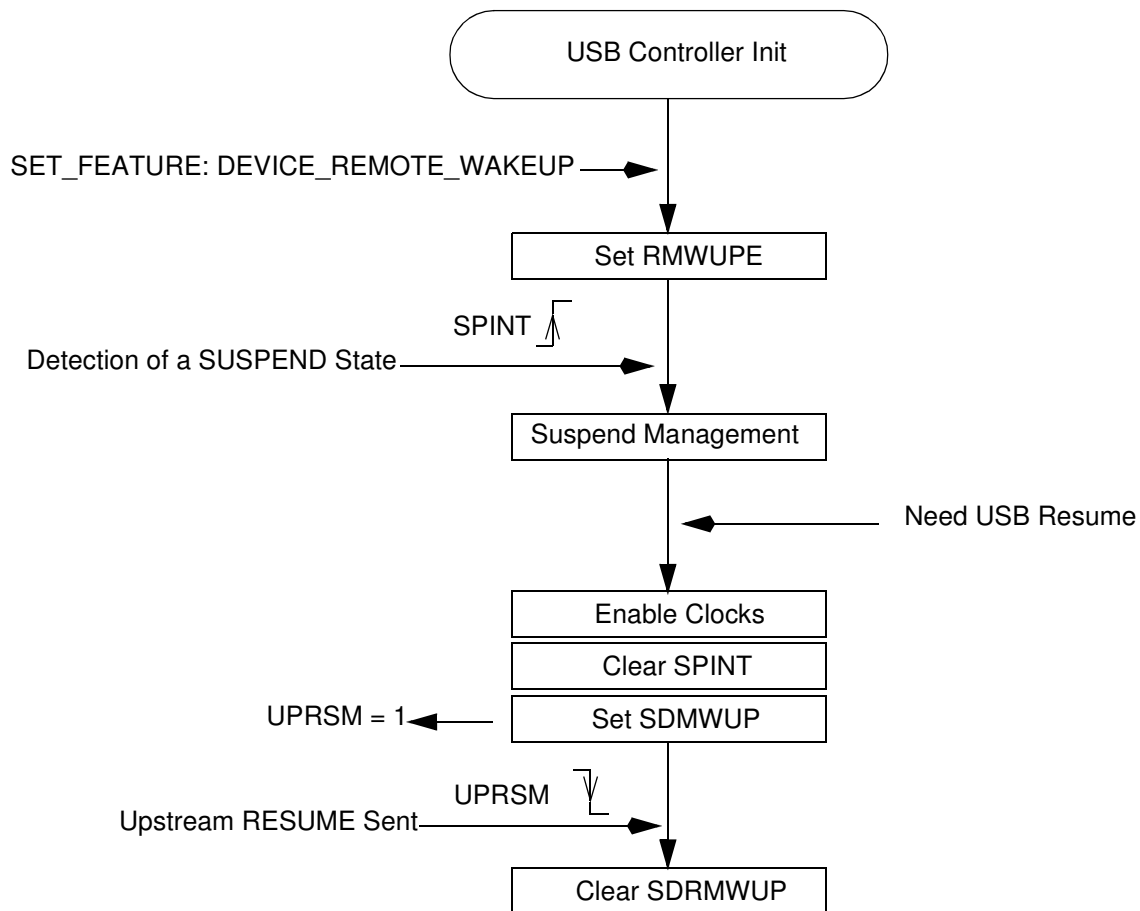 USB Controller Init
SET_FEATURE: DEVICE_REMOTE_WAKEUP
Set RMWUPE
SPINT
Detection of a SUSPEND State
Suspend Management
Need USB Resume
Enable Clocks
Clear SPINT
UPRSM = 1
Set SDMWUP
UPRSM
Upstream RESUME Sent
Clear SDRMWUP